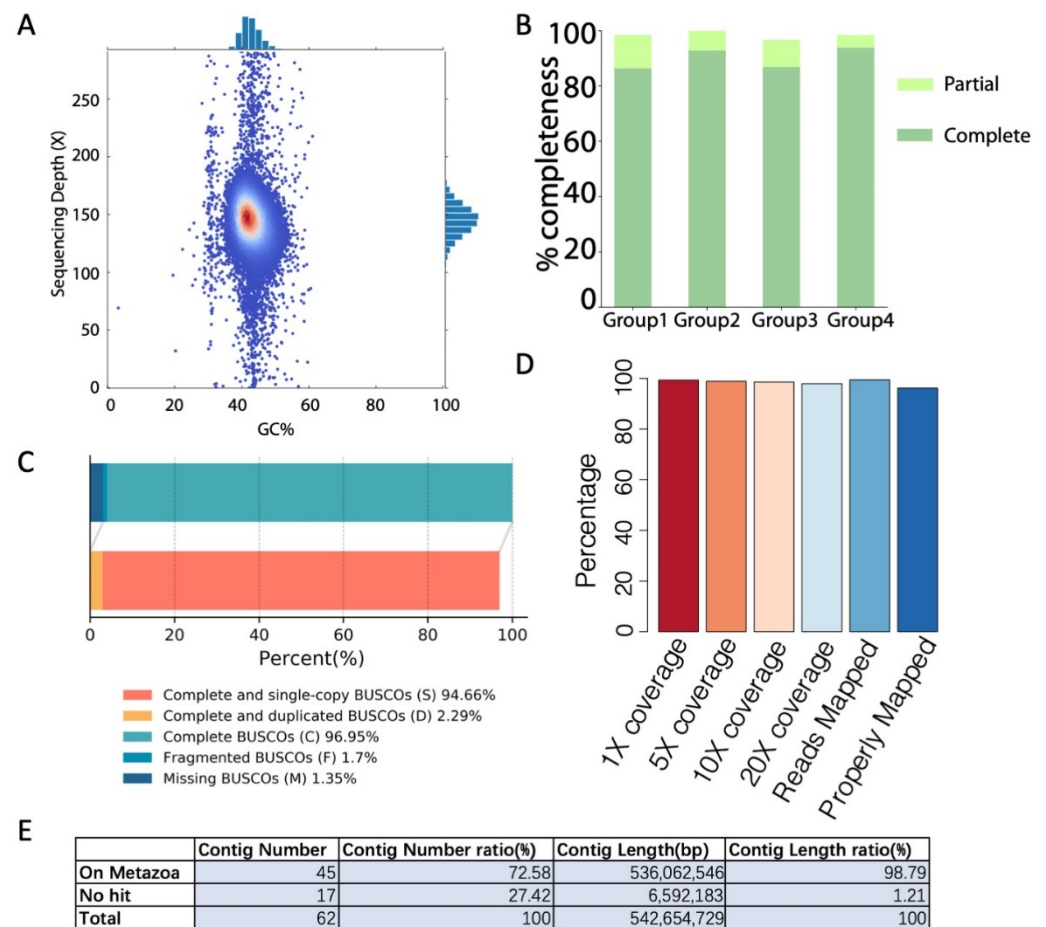 A
Sequencing Depth (X)
250
200
150
100
50
0
0 20 40 60 80 100
GC%
B
% completeness
100
80
60
40
20
0
Group1 Group2 Group3 Group4
Partial
Complete
C
0 20 40 60 80 100
Percent(%)
Complete and single-copy BUSCOs (S) 94.66%
Complete and duplicated BUSCOs (D) 2.29%
Complete BUSCOs (C) 96.95%
Fragmented BUSCOs (F) 1.7%
Missing BUSCOs (M) 1.35%
D
Percentage
100
80
60
40
20
0
1X coverage
5X coverage
10X coverage
20X coverage
Reads Mapped
Properly Mapped
E
Contig Number Contig Number ratio(%) Contig Length(bp) Contig Length ratio(%)
On Metazoa 45 72.58 536,062,546 98.79
No hit 17 27.42 6,592,183 1.21
Total 62 100 542,654,729 100